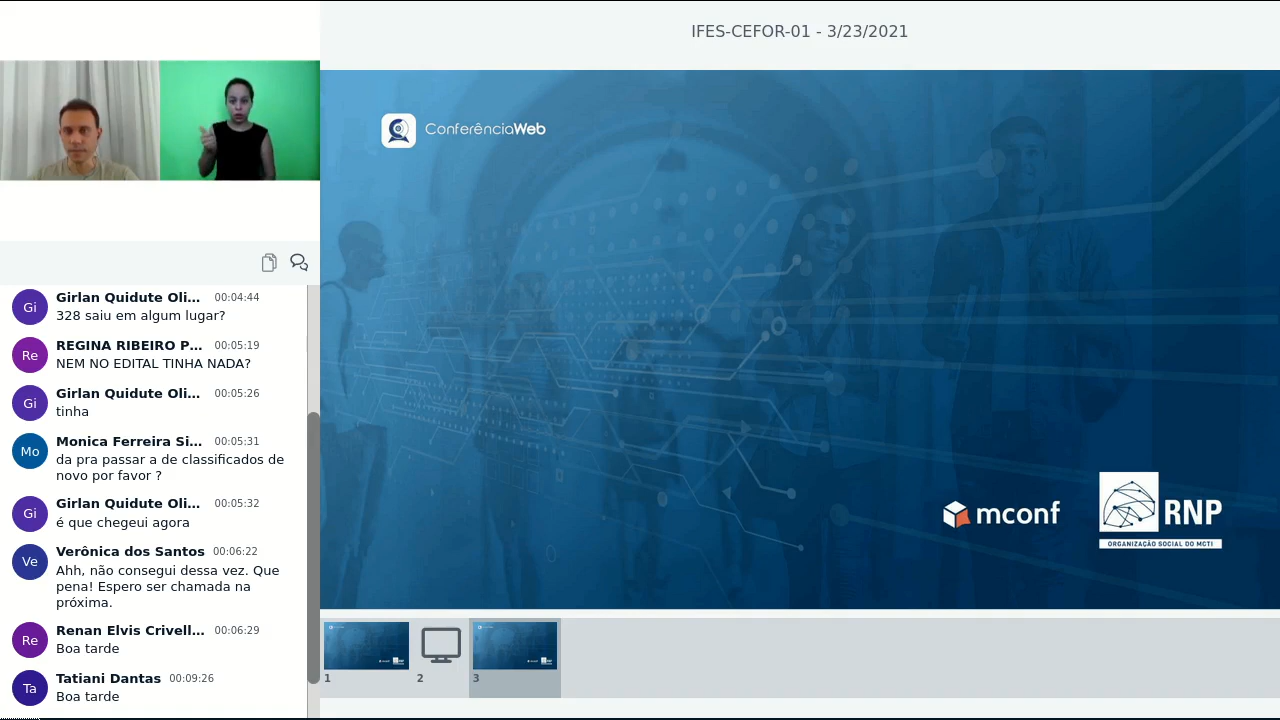 IFES-CEFOR-01 - 3/23/2021
ConferênciaWeb
Gi
Girlan Quidute Oli... 00:04:44
328 saiu em algum lugar?
Re
REGINA RIBEIRO P... 00:05:19
NEM NO EDITAL TINHA NADA?
Gi
Girlan Quidute Oli... 00:05:26
tinha
Mo
Monica Ferreira Si... 00:05:31
da pra passar a de classificados de
novo por favor ?
Gi
Girlan Quidute Oli... 00:05:32
é que chegeui agora
Ve
Verônica dos Santos 00:06:22
Ahh, não consegui dessa vez. Que
pena! Espero ser chamada na
próxima.
Re
Renan Elvis Crivell... 00:06:29
Boa tarde
Ta
Tatiani Dantas 00:09:26
Boa tarde
mconf
RNP
ORGANIZAÇÃO SOCIAL DO MCTI
1
2
3